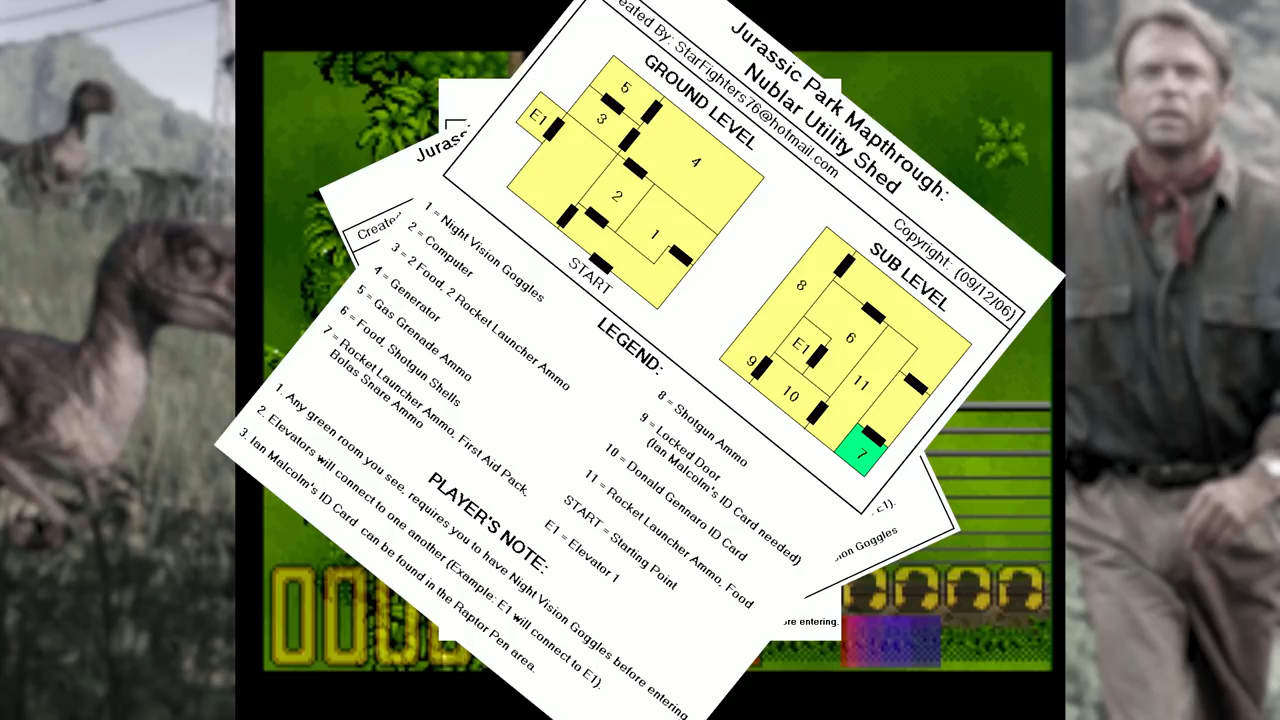 Jurassic Park Mapthrough:
Nublar Utility Shed
eated By: StarFighters76@hotmail.com
Copyright: (09/12/06)
GROUND LEVEL
5
3
E1
4
2
1
START
SUB LEVEL
8
6
E1
11
9
10
7
LEGEND:
1 = Night Vision Goggles
2 = Computer
3 = 2 Food, 2 Rocket Launcher Ammo
4 = Generator
5 = Gas Grenade Ammo
6 = Food, Shotgun Shells
7 = Rocket Launcher Ammo, First Aid Pack,
Bolas Snare Ammo
8 = Shotgun Ammo
9 = Locked Door
(Ian Malcolm's ID Card needed)
10 = Donald Gennaro ID Card
11 = Rocket Launcher Ammo, Food
START = Starting Point
E1 = Elevator 1
PLAYER'S NOTE:
1. Any green room you see, requires you to have Night Vision Goggles before entering
2. Elevators will connect to one another (Example: E1 will connect to E1).
3. Ian Malcolm's ID Card can be found in the Raptor Pen area.
Jurass
Create
E1).
ion Goggles
ore entering.